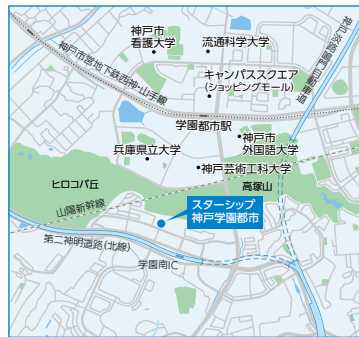 神戸市
看護大学
流通科学大学
神戸淡路鳴門自動車道
神戸市営地下鉄西神・山手線
キャンパススクエア
(ショッピングモール)
学園都市駅
神戸市
外国語大学
兵庫県立大学
神戸芸術工科大学
ヒロコバ丘
高塚山
山陽新幹線
スターシップ
神戸学園都市
第二神明道路(北線)
学園南IC